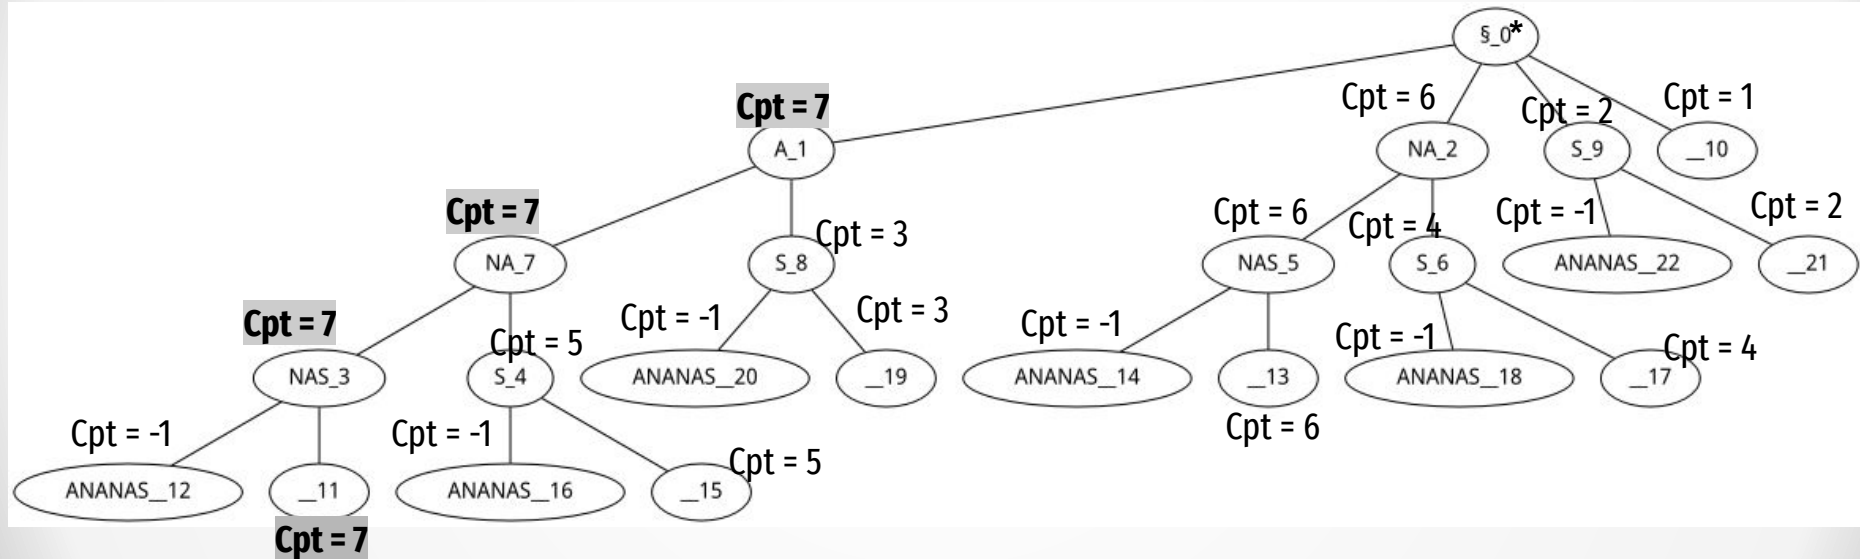 §_0*
Cpt = 7
Cpt = 6
Cpt = 2
Cpt = 1
A_1
NA_2
S_9
__10
Cpt = 7
Cpt = 3
Cpt = 6
Cpt = 4
Cpt = -1
Cpt = 2
NA_7
S_8
NAS_5
S_6
ANANAS__22
__21
Cpt = 7
Cpt = 5
Cpt = -1
Cpt = 3
Cpt = -1
Cpt = -1
Cpt = 4
NAS_3
S_4
ANANAS__20
__19
ANANAS__14
__13
ANANAS__18
__17
Cpt = -1
Cpt = -1
Cpt = 5
Cpt = 6
ANANAS__12
__11
ANANAS__16
__15
Cpt = 7